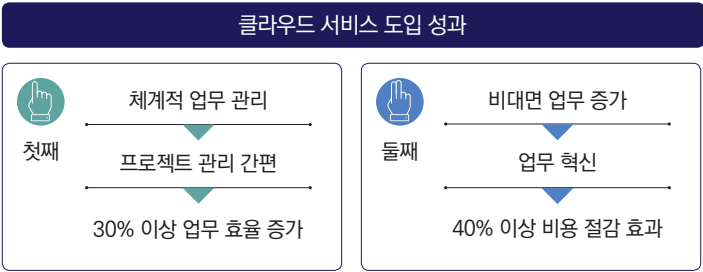 클라우드 서비스 도입 성과
첫째
체계적 업무 관리
프로젝트 관리 간편
30% 이상 업무 효율 증가
둘째
비대면 업무 증가
업무 혁신
40% 이상 비용 절감 효과